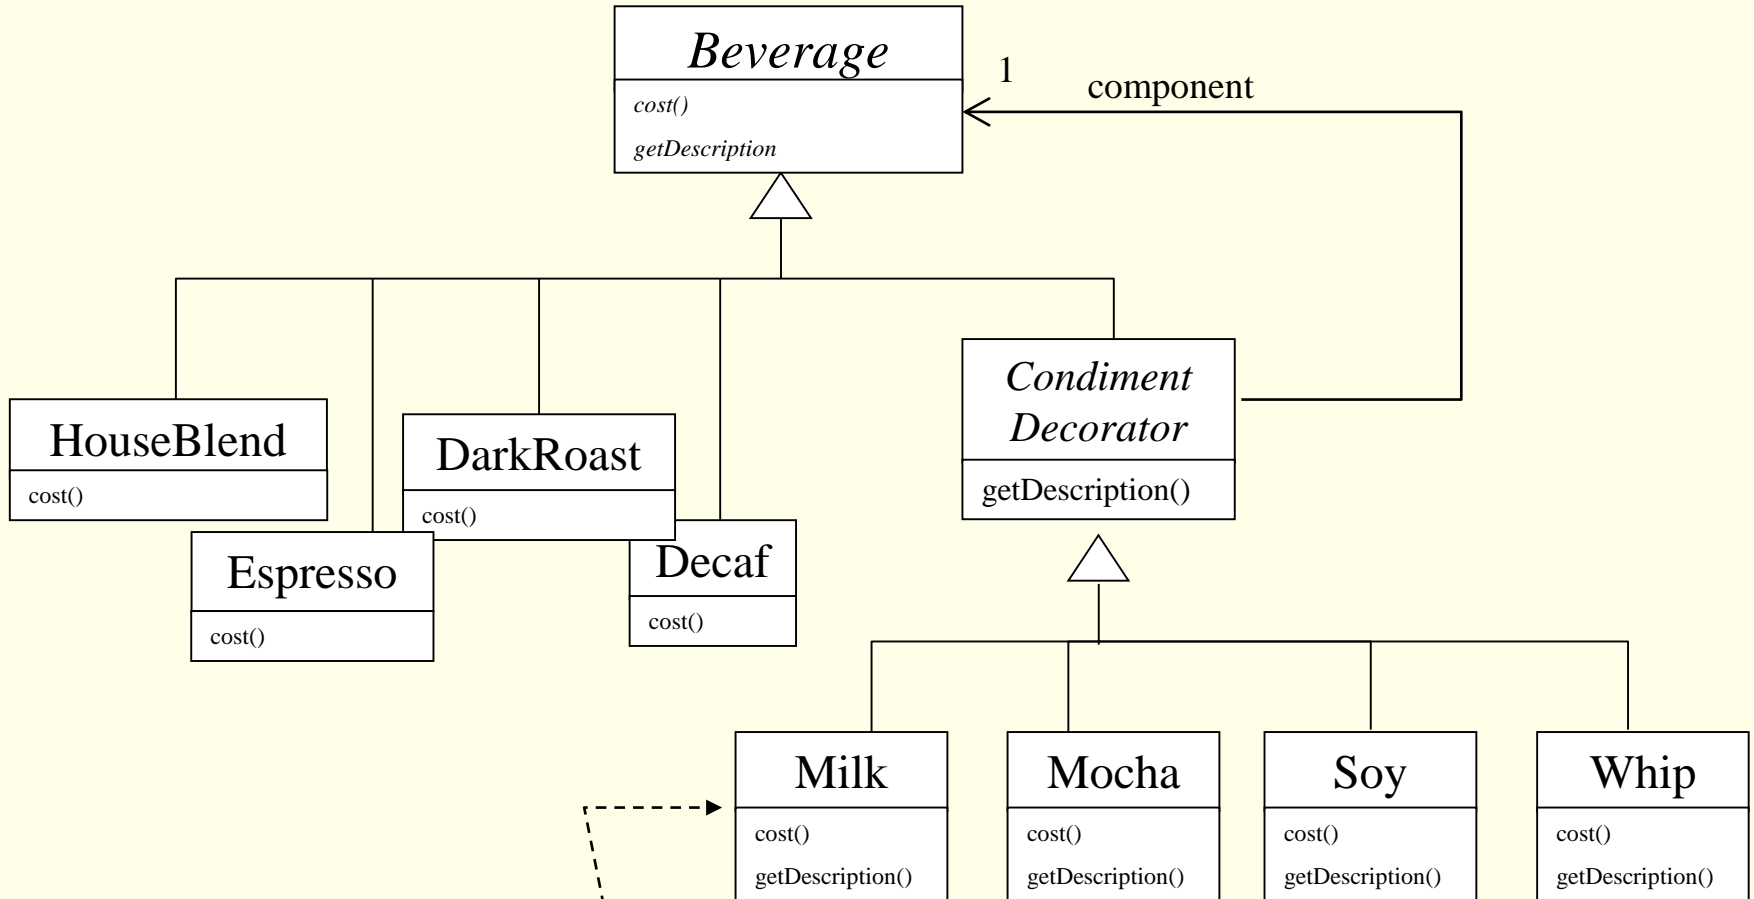 Beverage
cost()
getDescription
1
component
HouseBlend
cost()
Espresso
cost()
DarkRoast
cost()
Decaf
cost()
Condiment
Decorator
getDescription()
Milk
cost()
getDescription()
Mocha
cost()
getDescription()
Soy
cost()
getDescription()
Whip
cost()
getDescription()